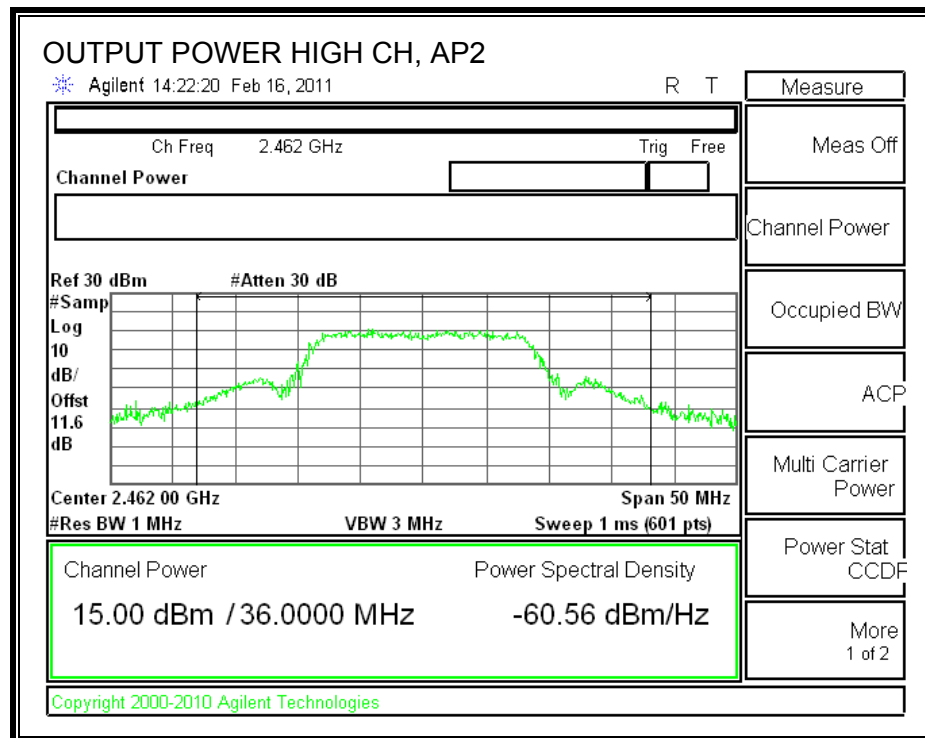 OUTPUT POWER HIGH CH, AP2
Agilent 14:22:20 Feb 16, 2011 R T
Measure
Ch Freq 2.462 GHz Trig Free
Meas Off
Channel Power
Channel Power
Ref 30 dBm #Atten 30 dB
#Samp
Log
10
dB/
Offst
11.6
dB
Occupied BW
ACP
Multi Carrier
Power
Center 2.462 00 GHz Span 50 MHz
#Res BW 1 MHz VBW 3 MHz Sweep 1 ms (601 pts)
Power Stat
CCDF
Channel Power Power Spectral Density
15.00 dBm / 36.0000 MHz -60.56 dBm/Hz
More
1 of 2
Copyright 2000-2010 Agilent Technologies